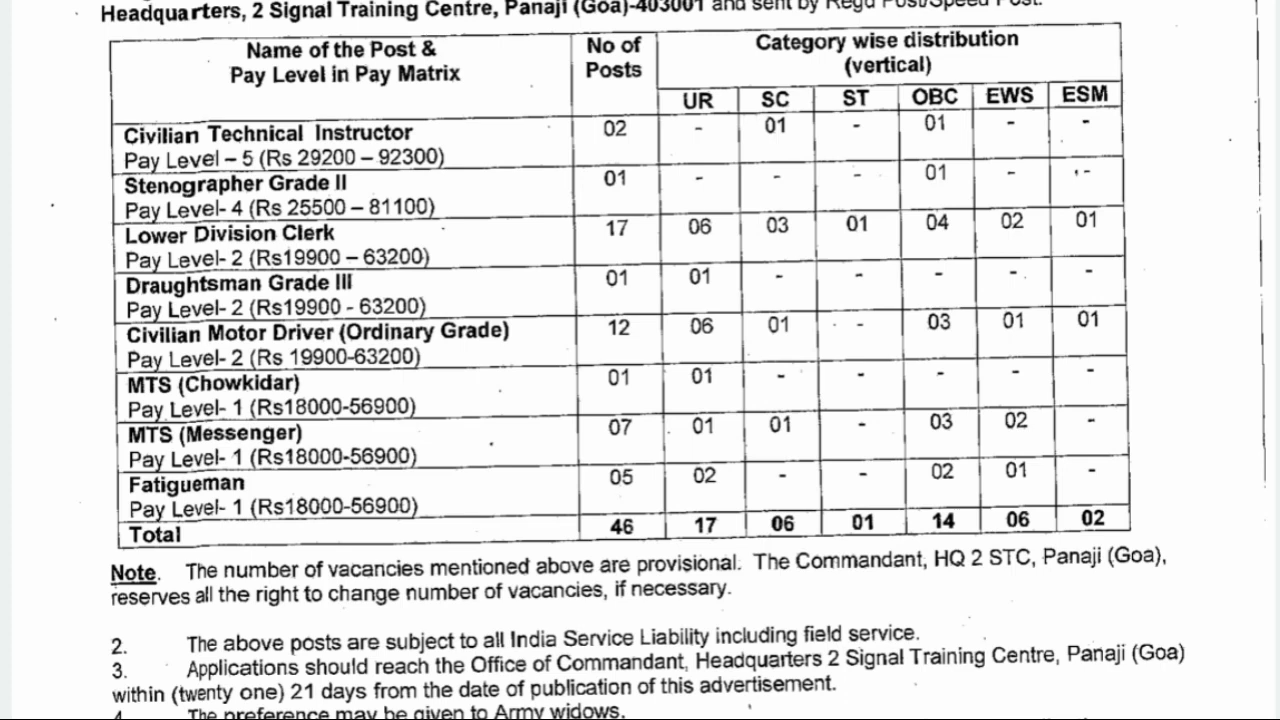 Headquarters, 2 Signal Training Centre, Panaji (Goa)-403001 and sent by Regd Post/Speed Post.
Name of the Post & Pay Level in Pay Matrix No of Posts Category wise distribution (vertical)
UR SC ST OBC EWS ESM
Civilian Technical Instructor 02 - 01 - 01 - -
Pay Level – 5 (Rs 29200 – 92300)
Stenographer Grade II 01 - - - 01 - -
Pay Level- 4 (Rs 25500 – 81100)
Lower Division Clerk 17 06 03 01 04 02 01
Pay Level- 2 (Rs19900 – 63200)
Draughtsman Grade III 01 01 - - - - -
Pay Level- 2 (Rs19900 - 63200)
Civilian Motor Driver (Ordinary Grade) 12 06 01 - 03 01 01
Pay Level- 2 (Rs 19900-63200)
MTS (Chowkidar) 01 01 - - - - -
Pay Level- 1 (Rs18000-56900)
MTS (Messenger) 07 01 01 - 03 02 -
Pay Level- 1 (Rs18000-56900)
Fatigueman 05 02 - - 02 01 -
Pay Level- 1 (Rs18000-56900)
Total 46 17 06 01 14 06 02
Note. The number of vacancies mentioned above are provisional. The Commandant, HQ 2 STC, Panaji (Goa),
reserves all the right to change number of vacancies, if necessary.
2. The above posts are subject to all India Service Liability including field service.
3. Applications should reach the Office of Commandant, Headquarters 2 Signal Training Centre, Panaji (Goa)
within (twenty one) 21 days from the date of publication of this advertisement.
4. The preference may be given to Army widows.